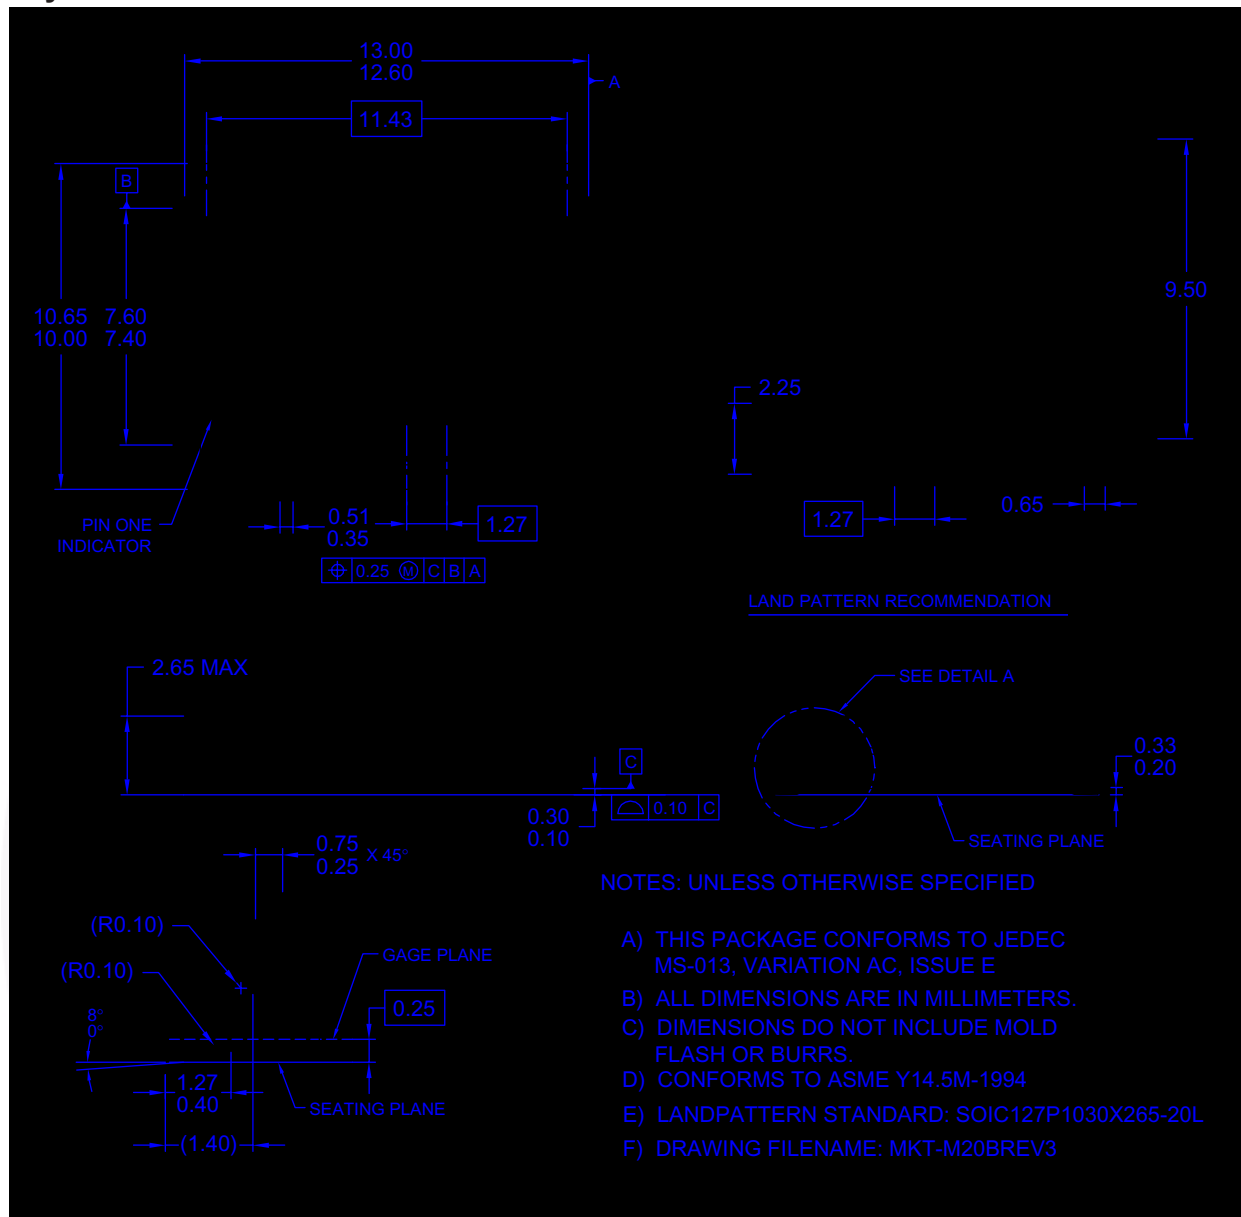 13.00
12.60
A
11.43
B
10.65 7.60
10.00 7.40
9.50
2.25
PIN ONE
INDICATOR
0.51
0.35
1.27
1.27
0.65
⌖ 0.25 Ⓜ C B A
LAND PATTERN RECOMMENDATION
2.65 MAX
SEE DETAIL A
C
0.33
0.20
0.30
0.10
⌓ 0.10 C
SEATING PLANE
0.75
0.25
X 45°
NOTES: UNLESS OTHERWISE SPECIFIED
(R0.10)
(R0.10)
GAGE PLANE
0.25
8°
0°
1.27
0.40
SEATING PLANE
(1.40)
A) THIS PACKAGE CONFORMS TO JEDEC
MS-013, VARIATION AC, ISSUE E
B) ALL DIMENSIONS ARE IN MILLIMETERS.
C) DIMENSIONS DO NOT INCLUDE MOLD
FLASH OR BURRS.
D) CONFORMS TO ASME Y14.5M-1994
E) LANDPATTERN STANDARD: SOIC127P1030X265-20L
F) DRAWING FILENAME: MKT-M20BREV3